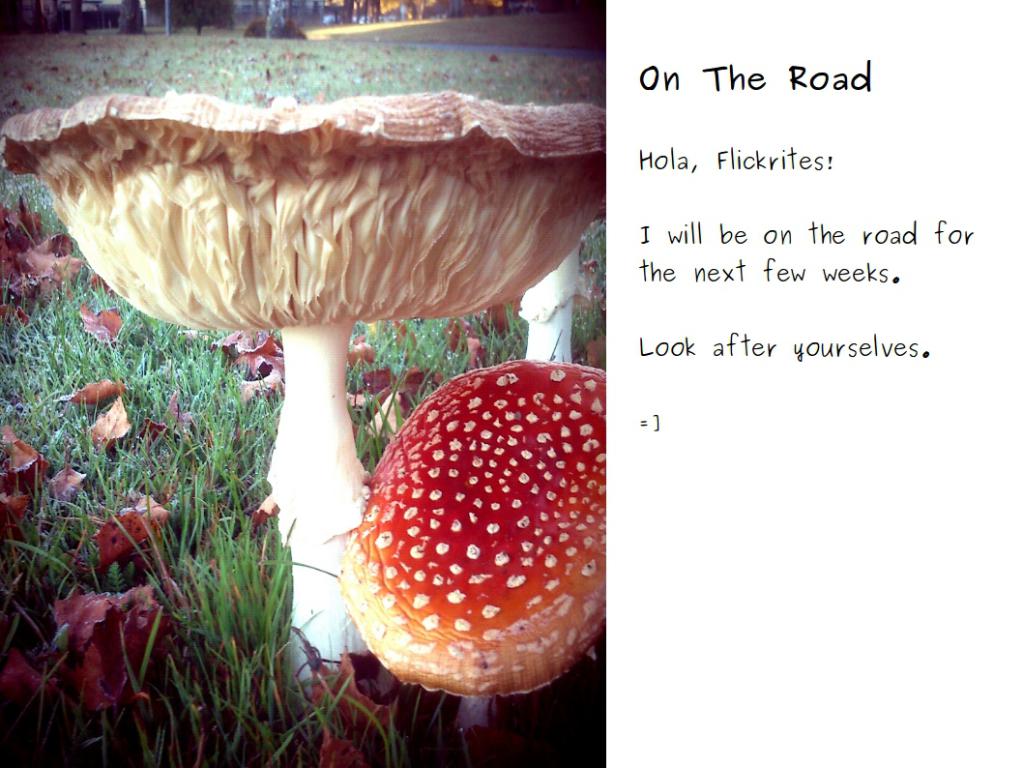 On The Road
Hola, Flickrites!
I will be on the road for
the next few weeks.
Look after yourselves.
=]